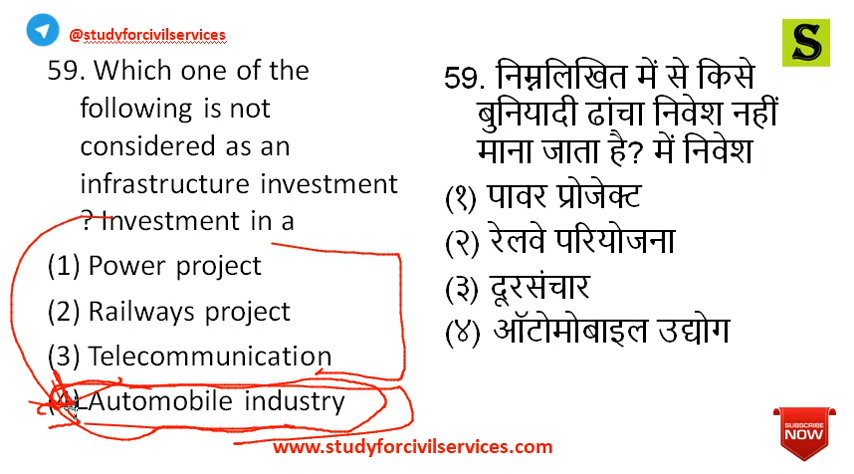 @studyforcivilservices
S
59. Which one of the
following is not
considered as an
infrastructure investment
? Investment in a
(1) Power project
(2) Railways project
(3) Telecommunication
(4) Automobile industry
59. निम्नलिखित में से किसे
बुनियादी ढांचा निवेश नहीं
माना जाता है? में निवेश
(१) पावर प्रोजेक्ट
(२) रेलवे परियोजना
(३) दूरसंचार
(४) ऑटोमोबाइल उद्योग
SUBSCRIBE
NOW
www.studyforcivilservices.com